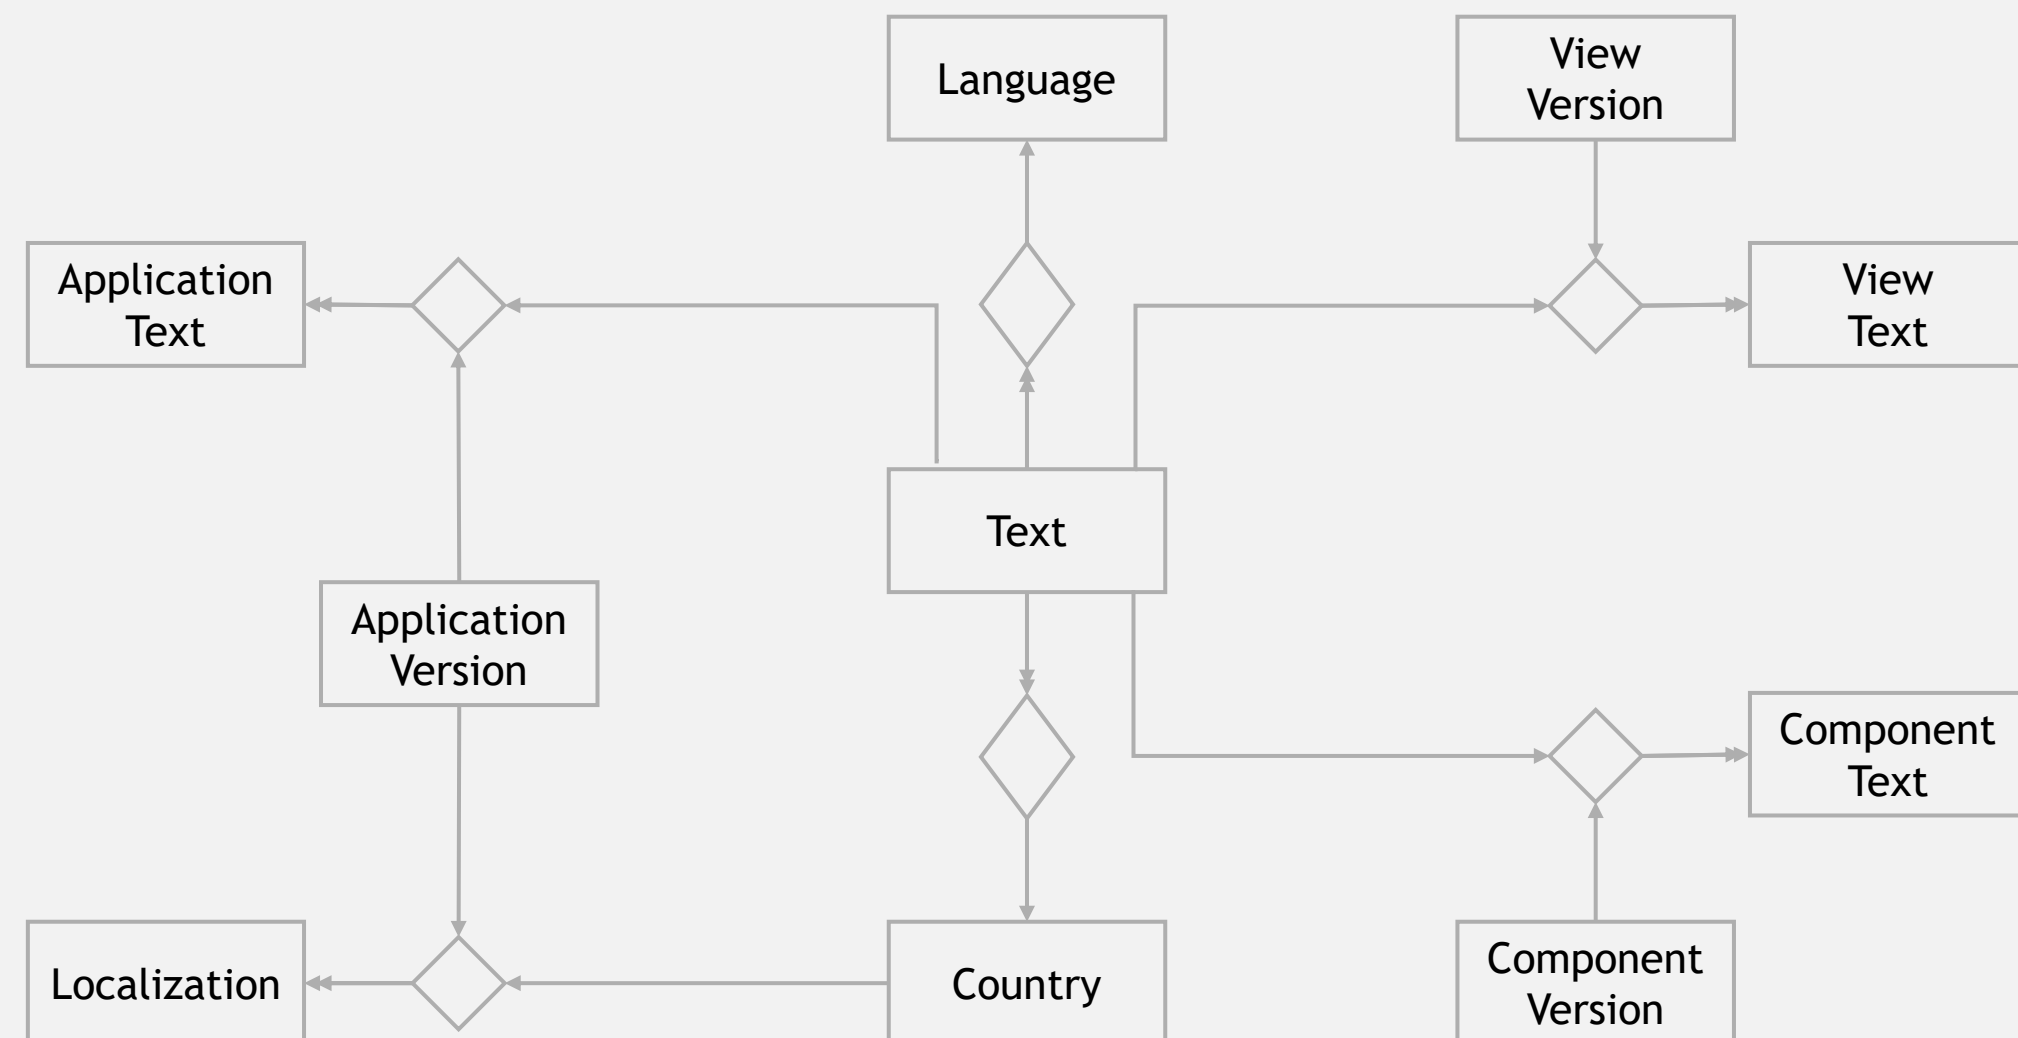 Language
View
Version
Application
Text
View
Text
Text
Application
Version
Component
Text
Localization
Country
Component
Version